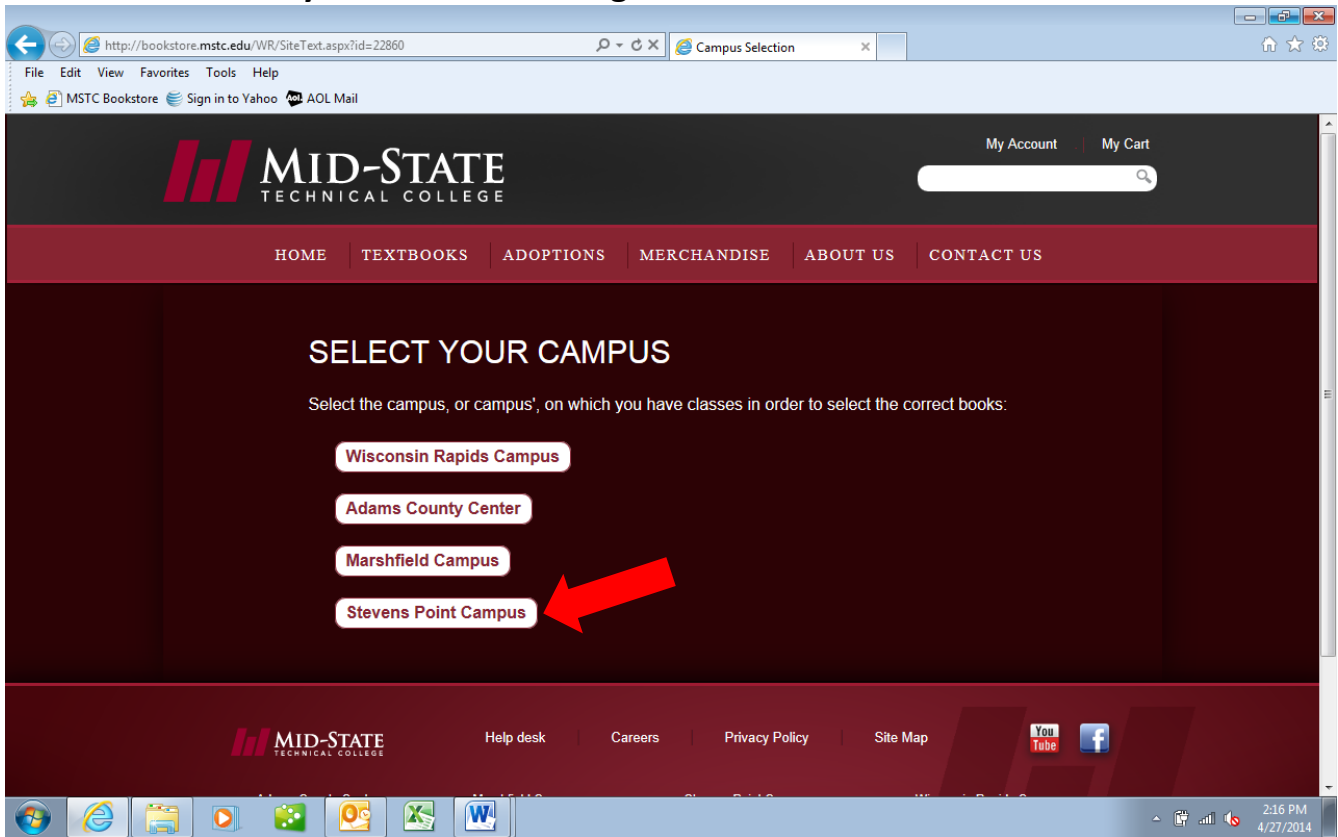 http://bookstore.mstc.edu/WR/SiteText.aspx?id=22860
Campus Selection
File Edit View Favorites Tools Help
MSTC Bookstore Sign in to Yahoo AOL Mail
My Account My Cart
MID-STATE
TECHNICAL COLLEGE
HOME TEXTBOOKS ADOPTIONS MERCHANDISE ABOUT US CONTACT US
SELECT YOUR CAMPUS
Select the campus, or campus', on which you have classes in order to select the correct books:
Wisconsin Rapids Campus
Adams County Center
Marshfield Campus
Stevens Point Campus
MID-STATE
TECHNICAL COLLEGE
Help desk Careers Privacy Policy Site Map
You
Tube
2:16 PM
4/27/2014